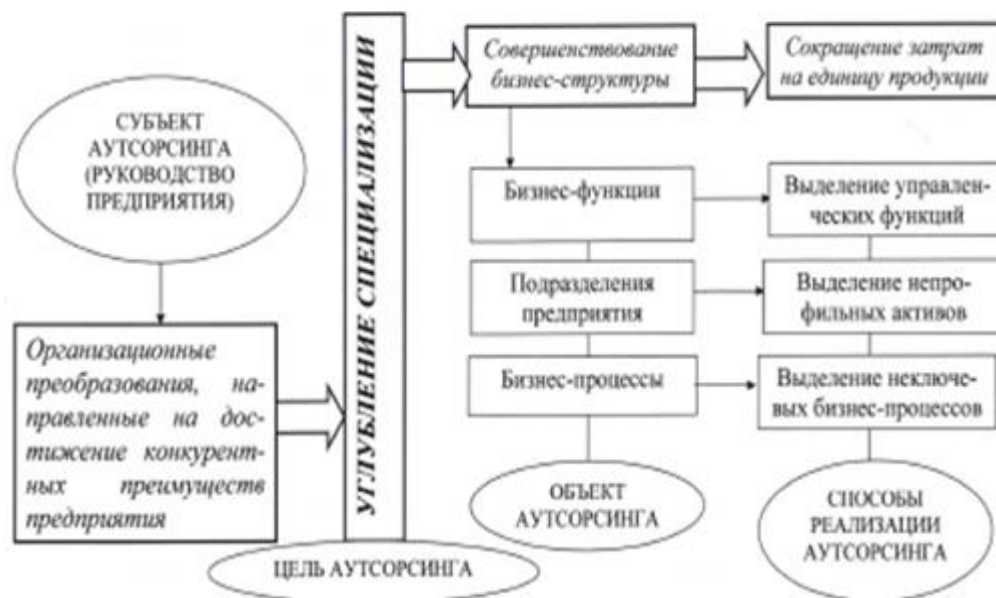 СУБЪЕКТ
АУТСОРСИНГА
(РУКОВОДСТВО
ПРЕДПРИЯТИЯ)
Организационные
преобразования, на-
правленные на дос-
тижение конкурент-
ных преимуществ
предприятия
УГЛУБЛЕНИЕ СПЕЦИАЛИЗАЦИИ
ЦЕЛЬ АУТСОРСИНГА
Совершенствование
бизнес-структуры
Сокращение затрат
на единицу продукции
Бизнес-функции
Выделение управлен-
ческих функций
Подразделения
предприятия
Выделение непро-
фильных активов
Бизнес-процессы
Выделение неключе-
вых бизнес-процессов
ОБЪЕКТ
АУТСОРСИНГА
СПОСОБЫ
РЕАЛИЗАЦИИ
АУТСОРСИНГА